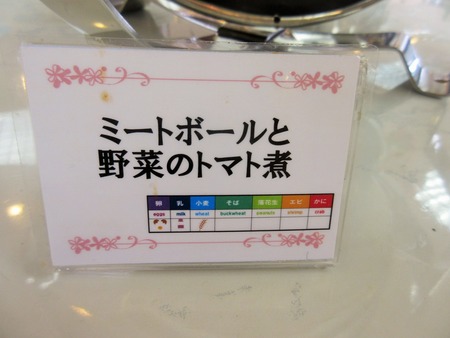 ミートボールと
野菜のトマト煮
卵 乳 小麦 そば 落花生 エビ かに
eggs milk wheat buckwheat peanuts shrimp crab